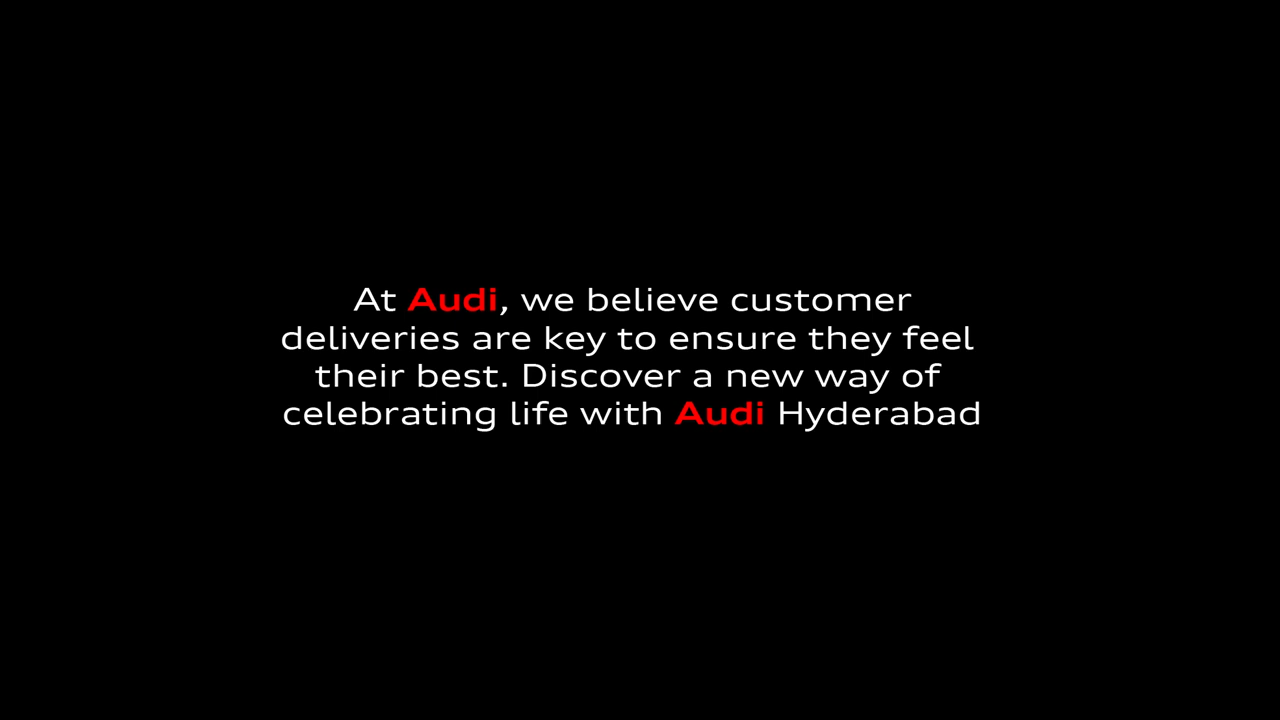 At Audi, we believe customer
deliveries are key to ensure they feel
their best. Discover a new way of
celebrating life with Audi Hyderabad